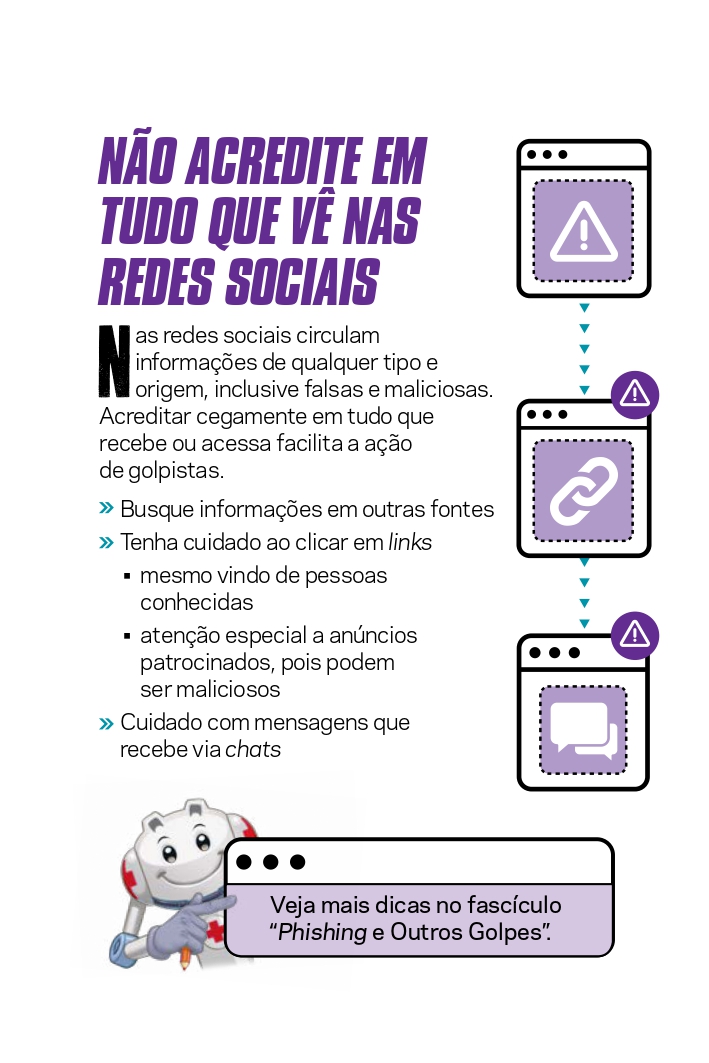 NÃO ACREDITE EM
TUDO QUE VÊ NAS
REDES SOCIAIS
Nas redes sociais circulam
informações de qualquer tipo e
origem, inclusive falsas e maliciosas.
Acreditar cegamente em tudo que
recebe ou acessa facilita a ação
de golpistas.
» Busque informações em outras fontes
» Tenha cuidado ao clicar em links
▪ mesmo vindo de pessoas
conhecidas
▪ atenção especial a anúncios
patrocinados, pois podem
ser maliciosos
» Cuidado com mensagens que
recebe via chats
Veja mais dicas no fascículo
“Phishing e Outros Golpes”.